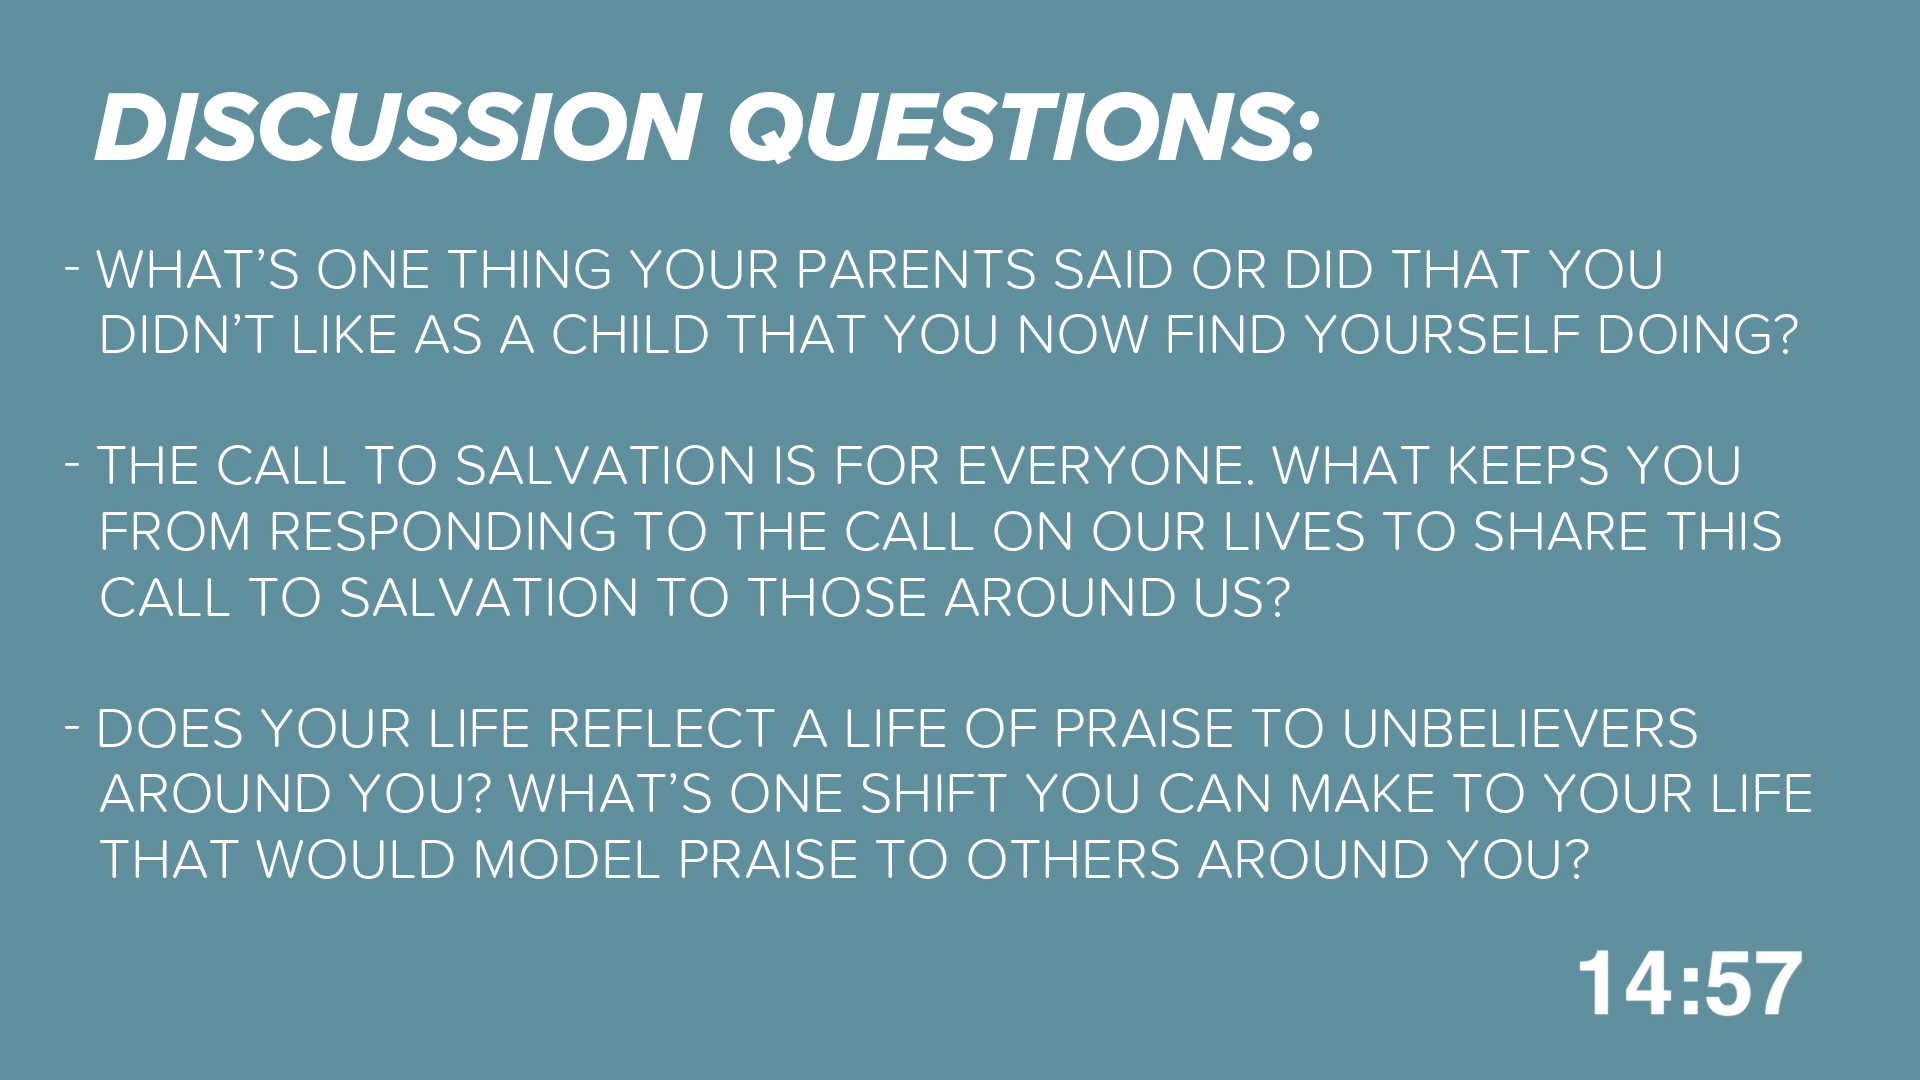 DISCUSSION QUESTIONS:
- WHAT’S ONE THING YOUR PARENTS SAID OR DID THAT YOU
DIDN’T LIKE AS A CHILD THAT YOU NOW FIND YOURSELF DOING?
- THE CALL TO SALVATION IS FOR EVERYONE. WHAT KEEPS YOU
FROM RESPONDING TO THE CALL ON OUR LIVES TO SHARE THIS
CALL TO SALVATION TO THOSE AROUND US?
- DOES YOUR LIFE REFLECT A LIFE OF PRAISE TO UNBELIEVERS
AROUND YOU? WHAT’S ONE SHIFT YOU CAN MAKE TO YOUR LIFE
THAT WOULD MODEL PRAISE TO OTHERS AROUND YOU?
14:57